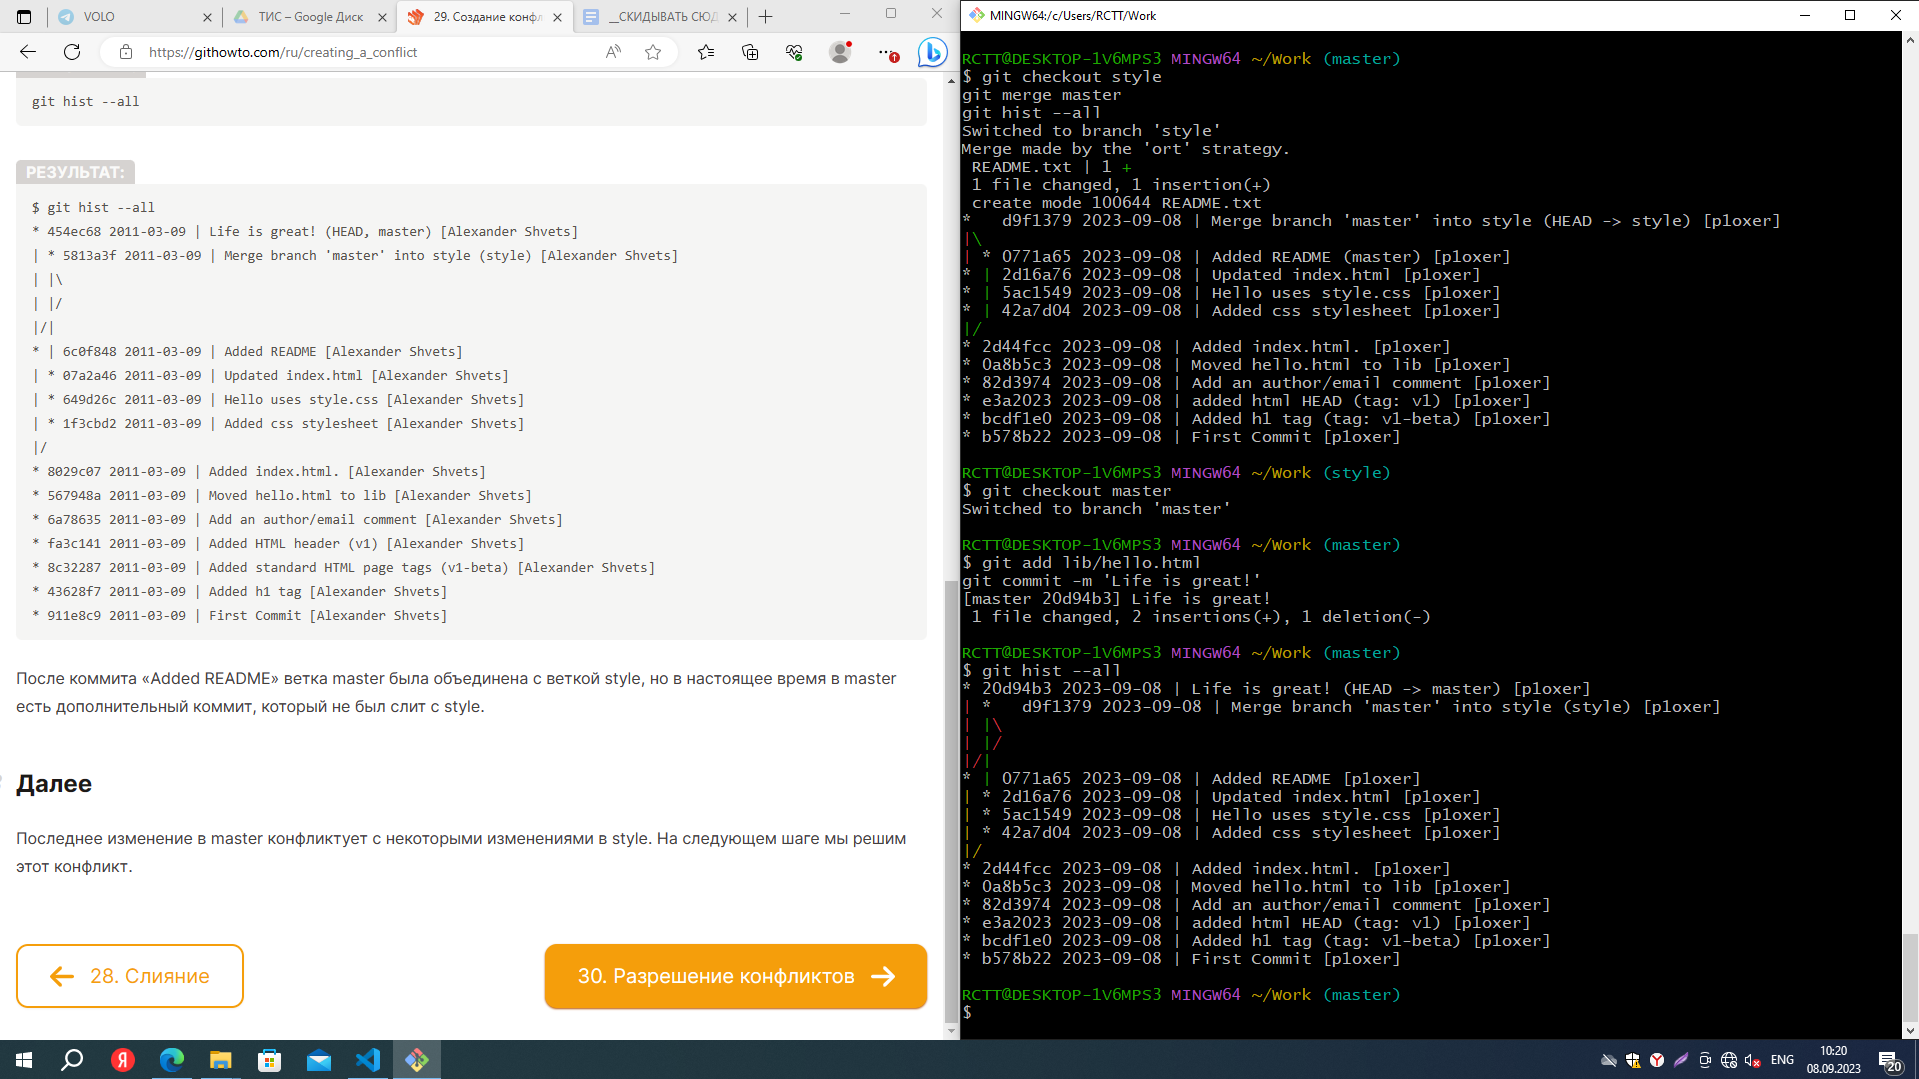 VOLO
ТИС – Google Диск
29. Создание конфл
__СКИДЫВАТЬ СЮД
https://githowto.com/ru/creating_a_conflict
git hist --all
РЕЗУЛЬТАТ:
$ git hist --all
* 454ec68 2011-03-09 | Life is great! (HEAD, master) [Alexander Shvets]
| * 5813a3f 2011-03-09 | Merge branch 'master' into style (style) [Alexander Shvets]
| |\
| |/
|/|
* | 6c0f848 2011-03-09 | Added README [Alexander Shvets]
| * 07a2a46 2011-03-09 | Updated index.html [Alexander Shvets]
| * 649d26c 2011-03-09 | Hello uses style.css [Alexander Shvets]
| * 1f3cbd2 2011-03-09 | Added css stylesheet [Alexander Shvets]
|/
* 8029c07 2011-03-09 | Added index.html. [Alexander Shvets]
* 567948a 2011-03-09 | Moved hello.html to lib [Alexander Shvets]
* 6a78635 2011-03-09 | Add an author/email comment [Alexander Shvets]
* fa3c141 2011-03-09 | Added HTML header (v1) [Alexander Shvets]
* 8c32287 2011-03-09 | Added standard HTML page tags (v1-beta) [Alexander Shvets]
* 43628f7 2011-03-09 | Added h1 tag [Alexander Shvets]
* 911e8c9 2011-03-09 | First Commit [Alexander Shvets]
После коммита «Added README» ветка master была объединена с веткой style, но в настоящее время в master
есть дополнительный коммит, который не был слит с style.
Далее
Последнее изменение в master конфликтует с некоторыми изменениями в style. На следующем шаге мы решим
этот конфликт.
28. Слияние
30. Разрешение конфликтов
MINGW64:/c/Users/RCTT/Work
RCTT@DESKTOP-1V6MPS3 MINGW64 ~/Work (master)
$ git checkout style
git merge master
git hist --all
Switched to branch 'style'
Merge made by the 'ort' strategy.
README.txt | 1 +
1 file changed, 1 insertion(+)
create mode 100644 README.txt
*   d9f1379 2023-09-08 | Merge branch 'master' into style (HEAD -> style) [p1oxer]
|\
| * 0771a65 2023-09-08 | Added README (master) [p1oxer]
* | 2d16a76 2023-09-08 | Updated index.html [p1oxer]
* | 5ac1549 2023-09-08 | Hello uses style.css [p1oxer]
* | 42a7d04 2023-09-08 | Added css stylesheet [p1oxer]
|/
* 2d44fcc 2023-09-08 | Added index.html. [p1oxer]
* 0a8b5c3 2023-09-08 | Moved hello.html to lib [p1oxer]
* 82d3974 2023-09-08 | Add an author/email comment [p1oxer]
* e3a2023 2023-09-08 | added html HEAD (tag: v1) [p1oxer]
* bcdf1e0 2023-09-08 | Added h1 tag (tag: v1-beta) [p1oxer]
* b578b22 2023-09-08 | First Commit [p1oxer]
RCTT@DESKTOP-1V6MPS3 MINGW64 ~/Work (style)
$ git checkout master
Switched to branch 'master'
RCTT@DESKTOP-1V6MPS3 MINGW64 ~/Work (master)
$ git add lib/hello.html
git commit -m 'Life is great!'
[master 20d94b3] Life is great!
1 file changed, 2 insertions(+), 1 deletion(-)
RCTT@DESKTOP-1V6MPS3 MINGW64 ~/Work (master)
$ git hist --all
* 20d94b3 2023-09-08 | Life is great! (HEAD -> master) [p1oxer]
| *   d9f1379 2023-09-08 | Merge branch 'master' into style (style) [p1oxer]
| |\
| |/
|/|
* | 0771a65 2023-09-08 | Added README [p1oxer]
| * 2d16a76 2023-09-08 | Updated index.html [p1oxer]
| * 5ac1549 2023-09-08 | Hello uses style.css [p1oxer]
| * 42a7d04 2023-09-08 | Added css stylesheet [p1oxer]
|/
* 2d44fcc 2023-09-08 | Added index.html. [p1oxer]
* 0a8b5c3 2023-09-08 | Moved hello.html to lib [p1oxer]
* 82d3974 2023-09-08 | Add an author/email comment [p1oxer]
* e3a2023 2023-09-08 | added html HEAD (tag: v1) [p1oxer]
* bcdf1e0 2023-09-08 | Added h1 tag (tag: v1-beta) [p1oxer]
* b578b22 2023-09-08 | First Commit [p1oxer]
RCTT@DESKTOP-1V6MPS3 MINGW64 ~/Work (master)
$
ENG
10:20
08.09.2023
20